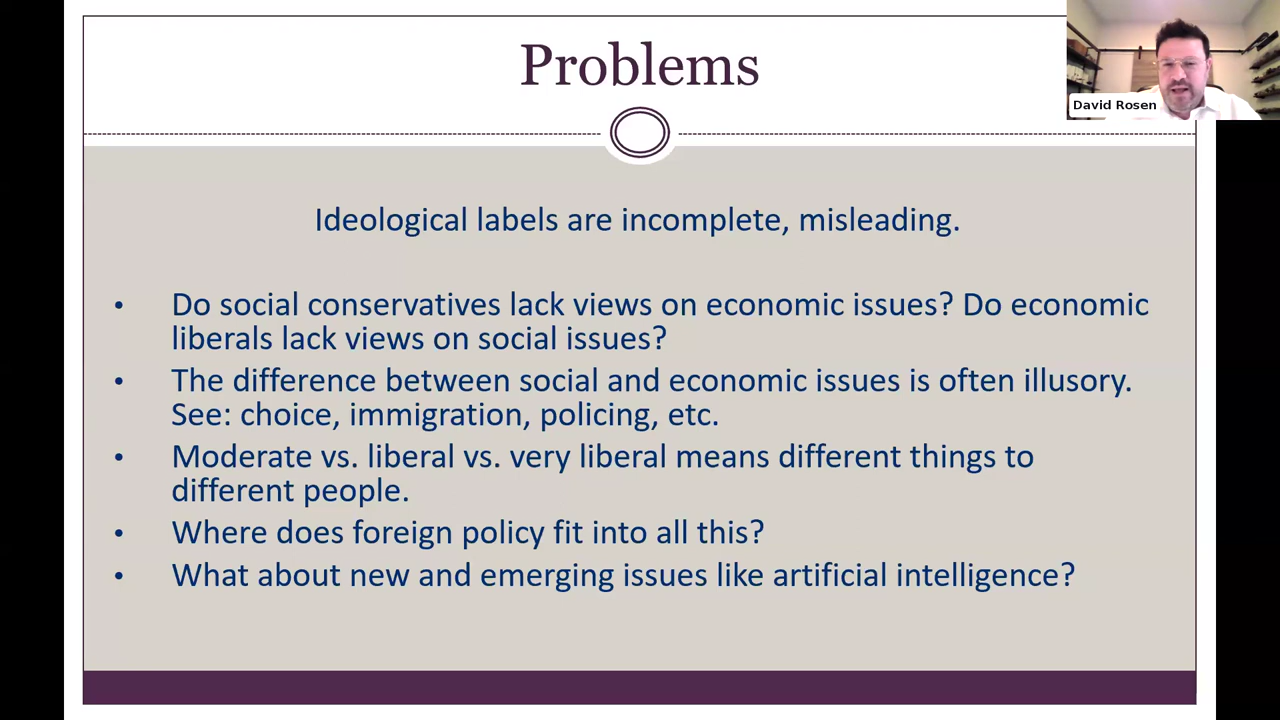 Problems
David Rosen
Ideological labels are incomplete, misleading.
• Do social conservatives lack views on economic issues? Do economic
liberals lack views on social issues?
• The difference between social and economic issues is often illusory.
See: choice, immigration, policing, etc.
• Moderate vs. liberal vs. very liberal means different things to
different people.
• Where does foreign policy fit into all this?
• What about new and emerging issues like artificial intelligence?